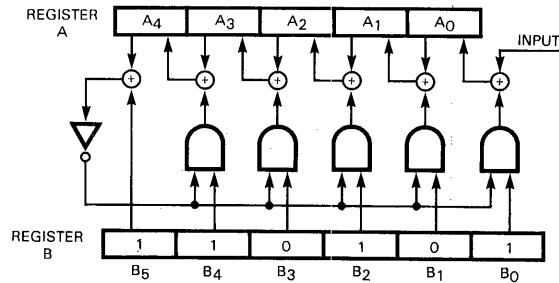 REGISTER A
A4 A3 A2 A1 A0
INPUT
+ + + + + +
REGISTER B
1 1 0 1 0 1
B5 B4 B3 B2 B1 B0